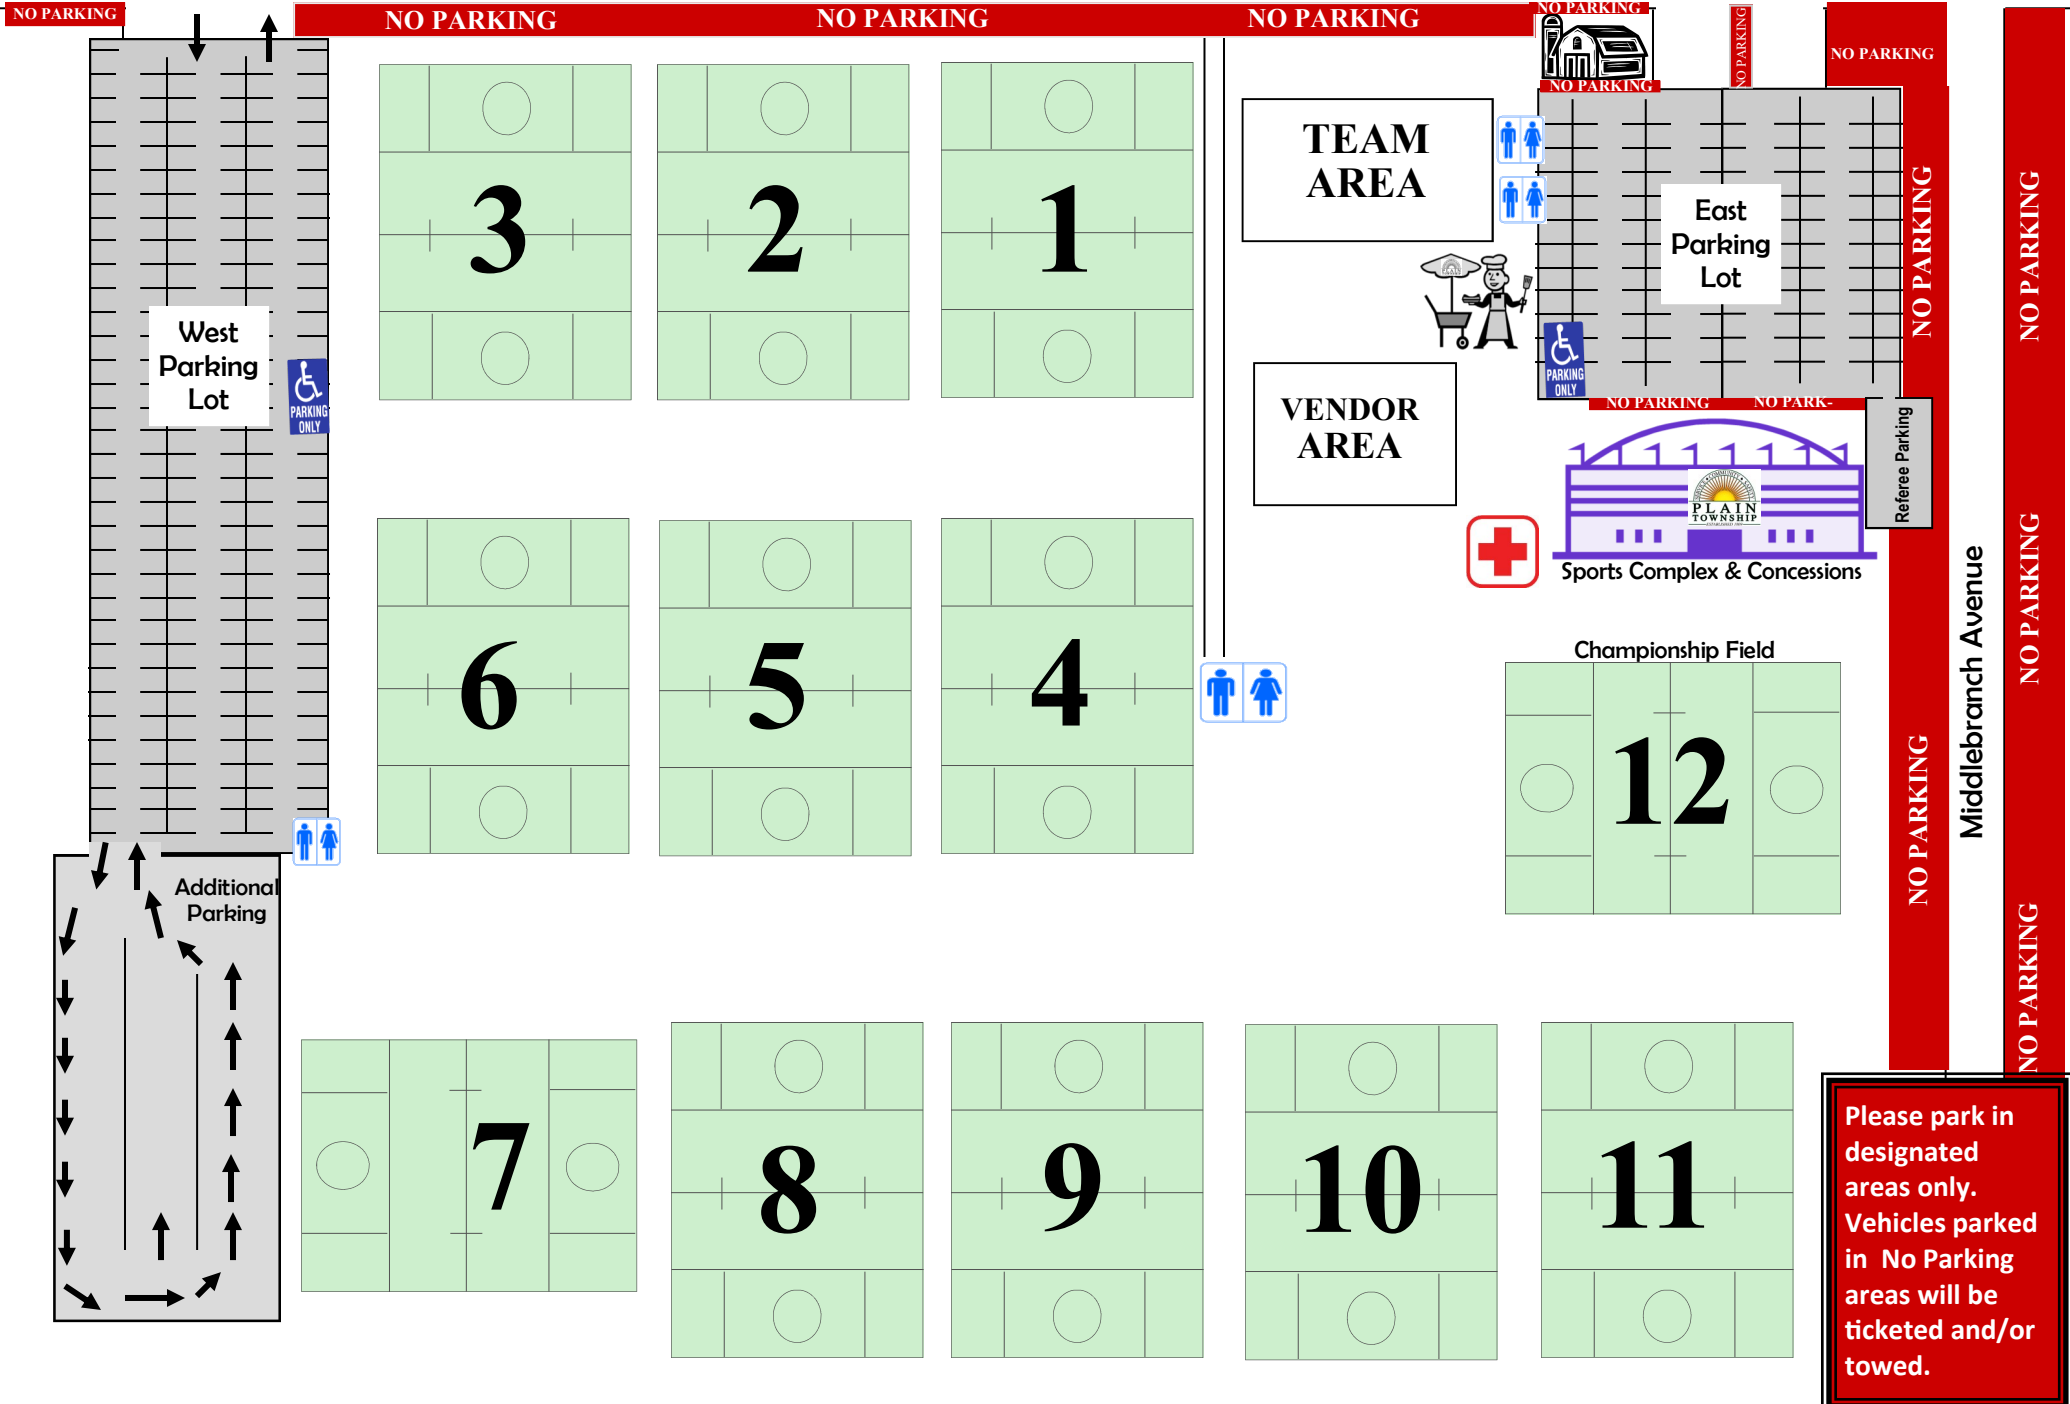 NO PARKING
NO PARKING
NO PARKING
NO PARKING
NO PARKING
NO PARKING
NO PARKING
NO PARKING
3
2
1
TEAM
AREA
East
Parking
Lot
NO PARKING
NO PARKING
West
Parking
Lot
PARKING
ONLY
PLAIN
PARKING
ONLY
VENDOR
AREA
NO PARKING
NO PARK-
Referee Parking
PLAIN
TOWNSHIP
Sports Complex & Concessions
NO PARKING
6
5
4
Championship Field
12
Middlebranch Avenue
NO PARKING
NO PARKING
Additional
Parking
7
8
9
10
11
Please park in
designated
areas only.
Vehicles parked
in No Parking
areas will be
ticketed and/or
towed.